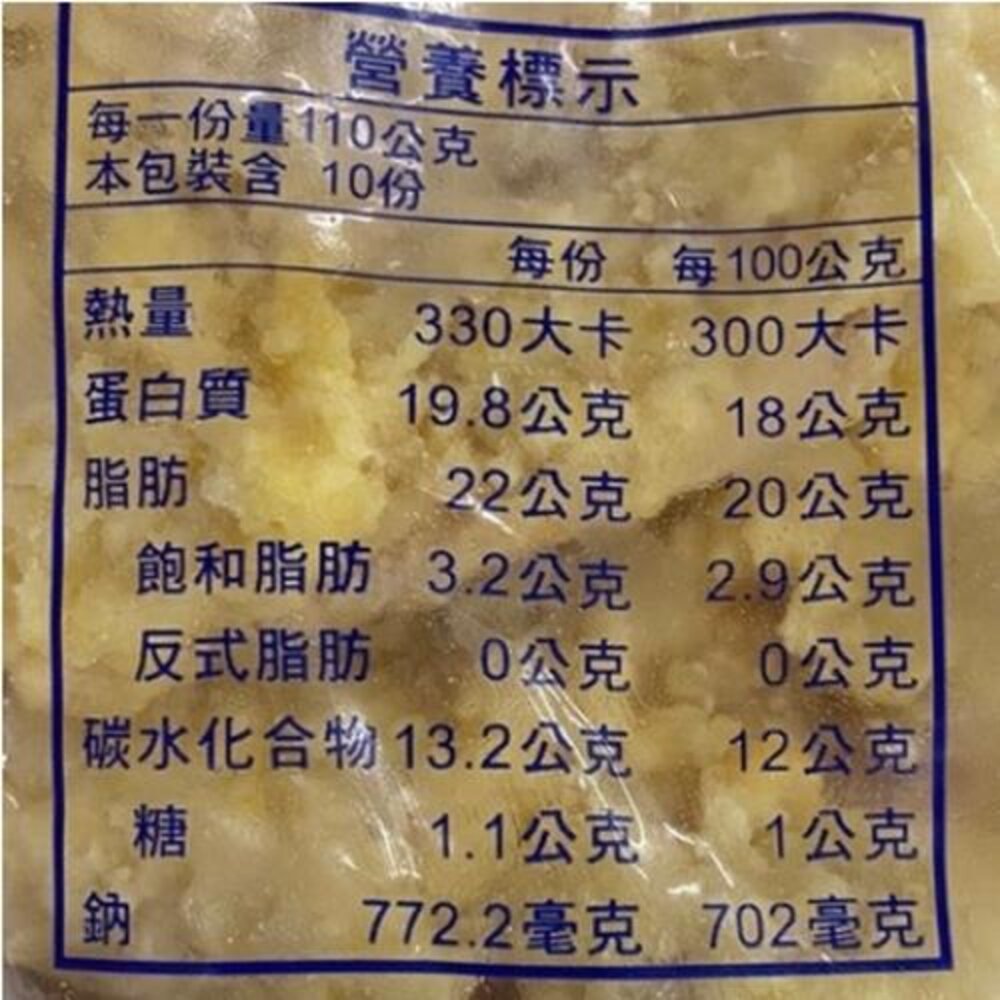 營養標示
每一份量110公克
本包裝含 10份
每份 每100公克
熱量 330大卡 300大卡
蛋白質 19.8公克 18公克
脂肪 22公克 20公克
飽和脂肪 3.2公克 2.9公克
反式脂肪 0公克 0公克
碳水化合物 13.2公克 12公克
糖 1.1公克 1公克
鈉 772.2毫克 702毫克